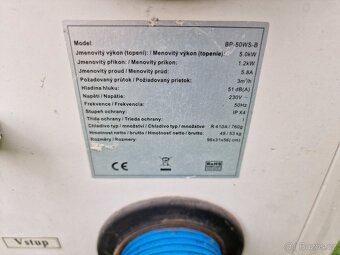 Model: BP-50WS-B
Jmenovitý výkon (topení): / Menovitý výkon (topenie): 5.0kW
Jmenovitý příkon: / Menovitý príkon: 1.2kW
Jmenovitý proud / Menovitý prúd: 5.8A
Požadovaný průtok / Požadovaný prietok: 3m³/h
Hladina hluku: 51 dB(A)
Napětí / Napätie: 230V ~
Frekvence / Frekvencia: 50Hz
Stupeň ochrany IPX4
Třída ochrany / Trieda ochrany: I
Chladivo typ / množství / Chladivo typ / množstvo: R 410A / 760g
Hmotnost netto / brutto: / Hmotnosť netto / brutto: 48 / 53 kg
Rozměry / Rozmery:
CE
RoHS
Vstup